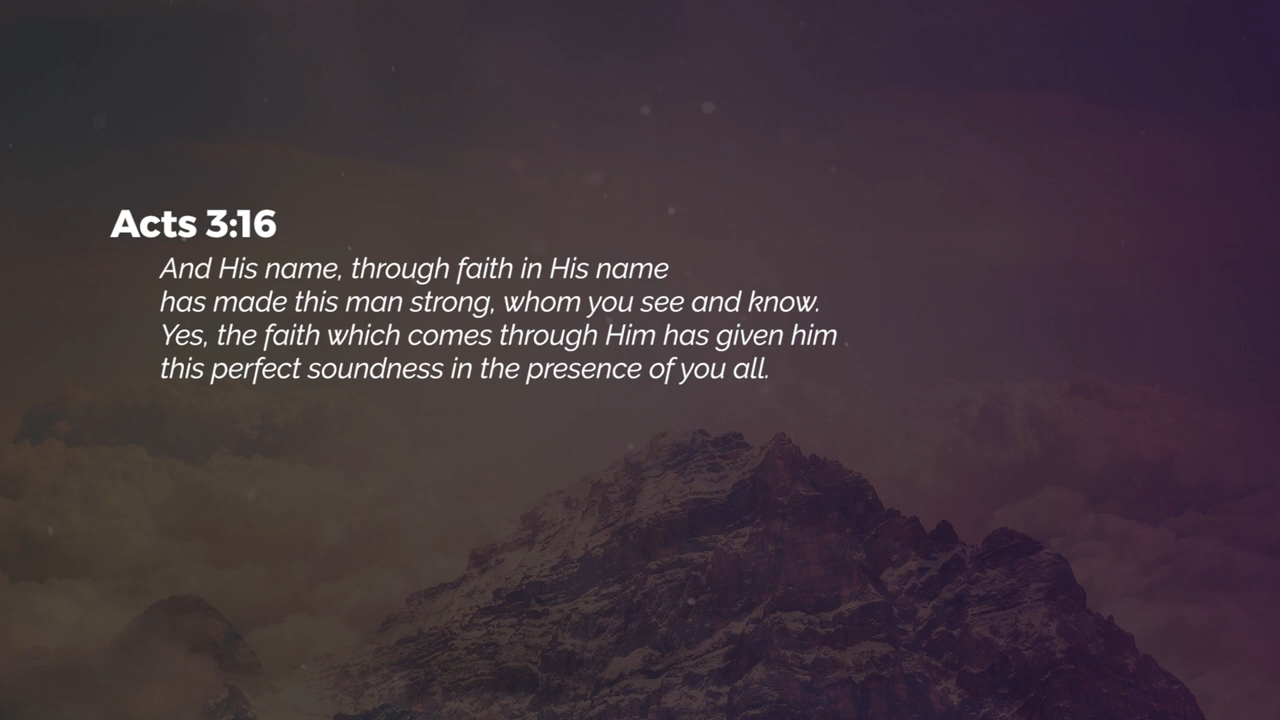 Acts 3:16
And His name, through faith in His name
has made this man strong, whom you see and know.
Yes, the faith which comes through Him has given him
this perfect soundness in the presence of you all.